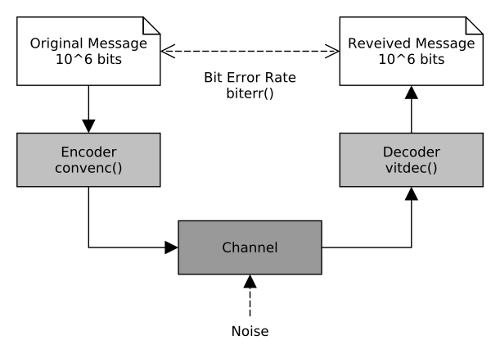 Original Message
10^6 bits
Reveived Message
10^6 bits
Bit Error Rate
biterr()
Encoder
convenc()
Decoder
vitdec()
Channel
Noise